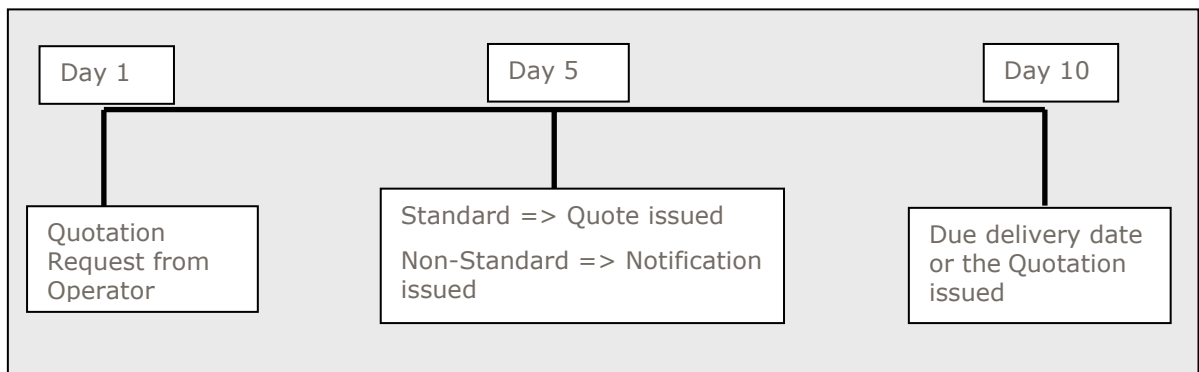 Day 1
Day 5
Day 10
Quotation
Request from
Operator
Standard => Quote issued
Non-Standard => Notification
issued
Due delivery date
or the Quotation
issued